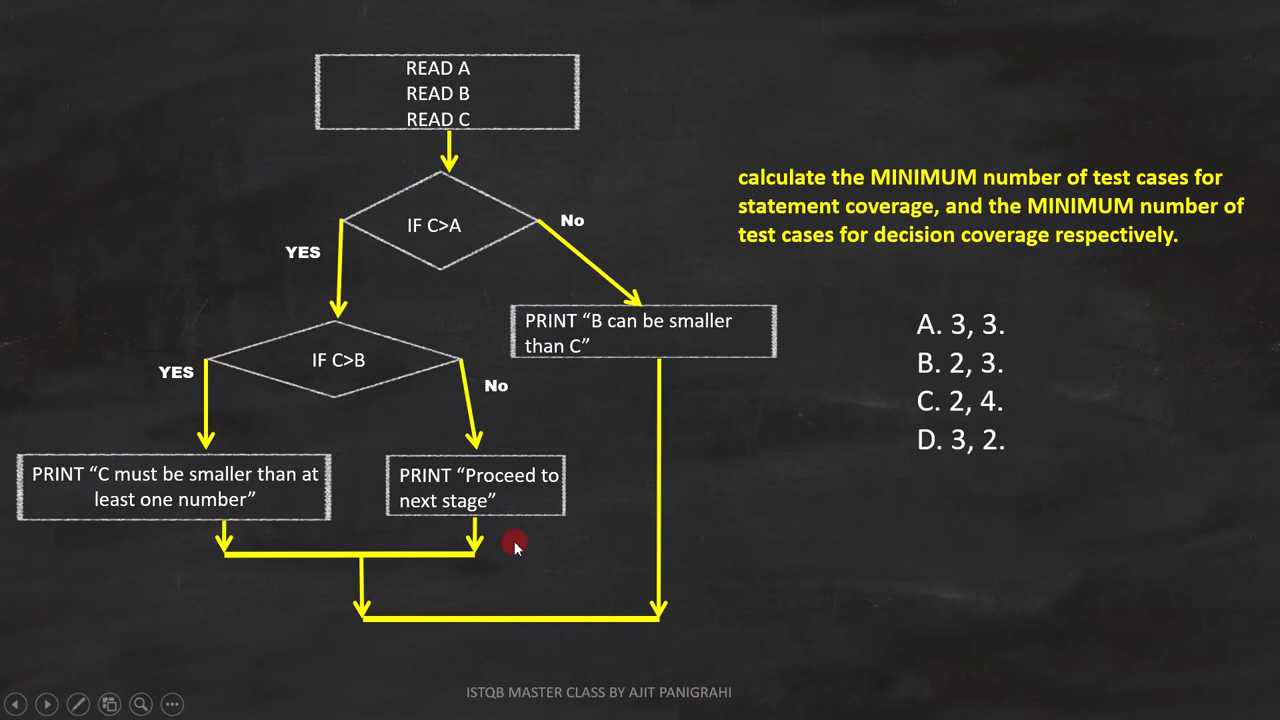 READ A
READ B
READ C
IF C>A
No
YES
calculate the MINIMUM number of test cases for
statement coverage, and the MINIMUM number of
test cases for decision coverage respectively.
PRINT “B can be smaller
than C”
A. 3, 3.
B. 2, 3.
C. 2, 4.
D. 3, 2.
IF C>B
YES
No
PRINT “C must be smaller than at
least one number”
PRINT “Proceed to
next stage”
ISTQB MASTER CLASS BY AJIT PANIGRAHI